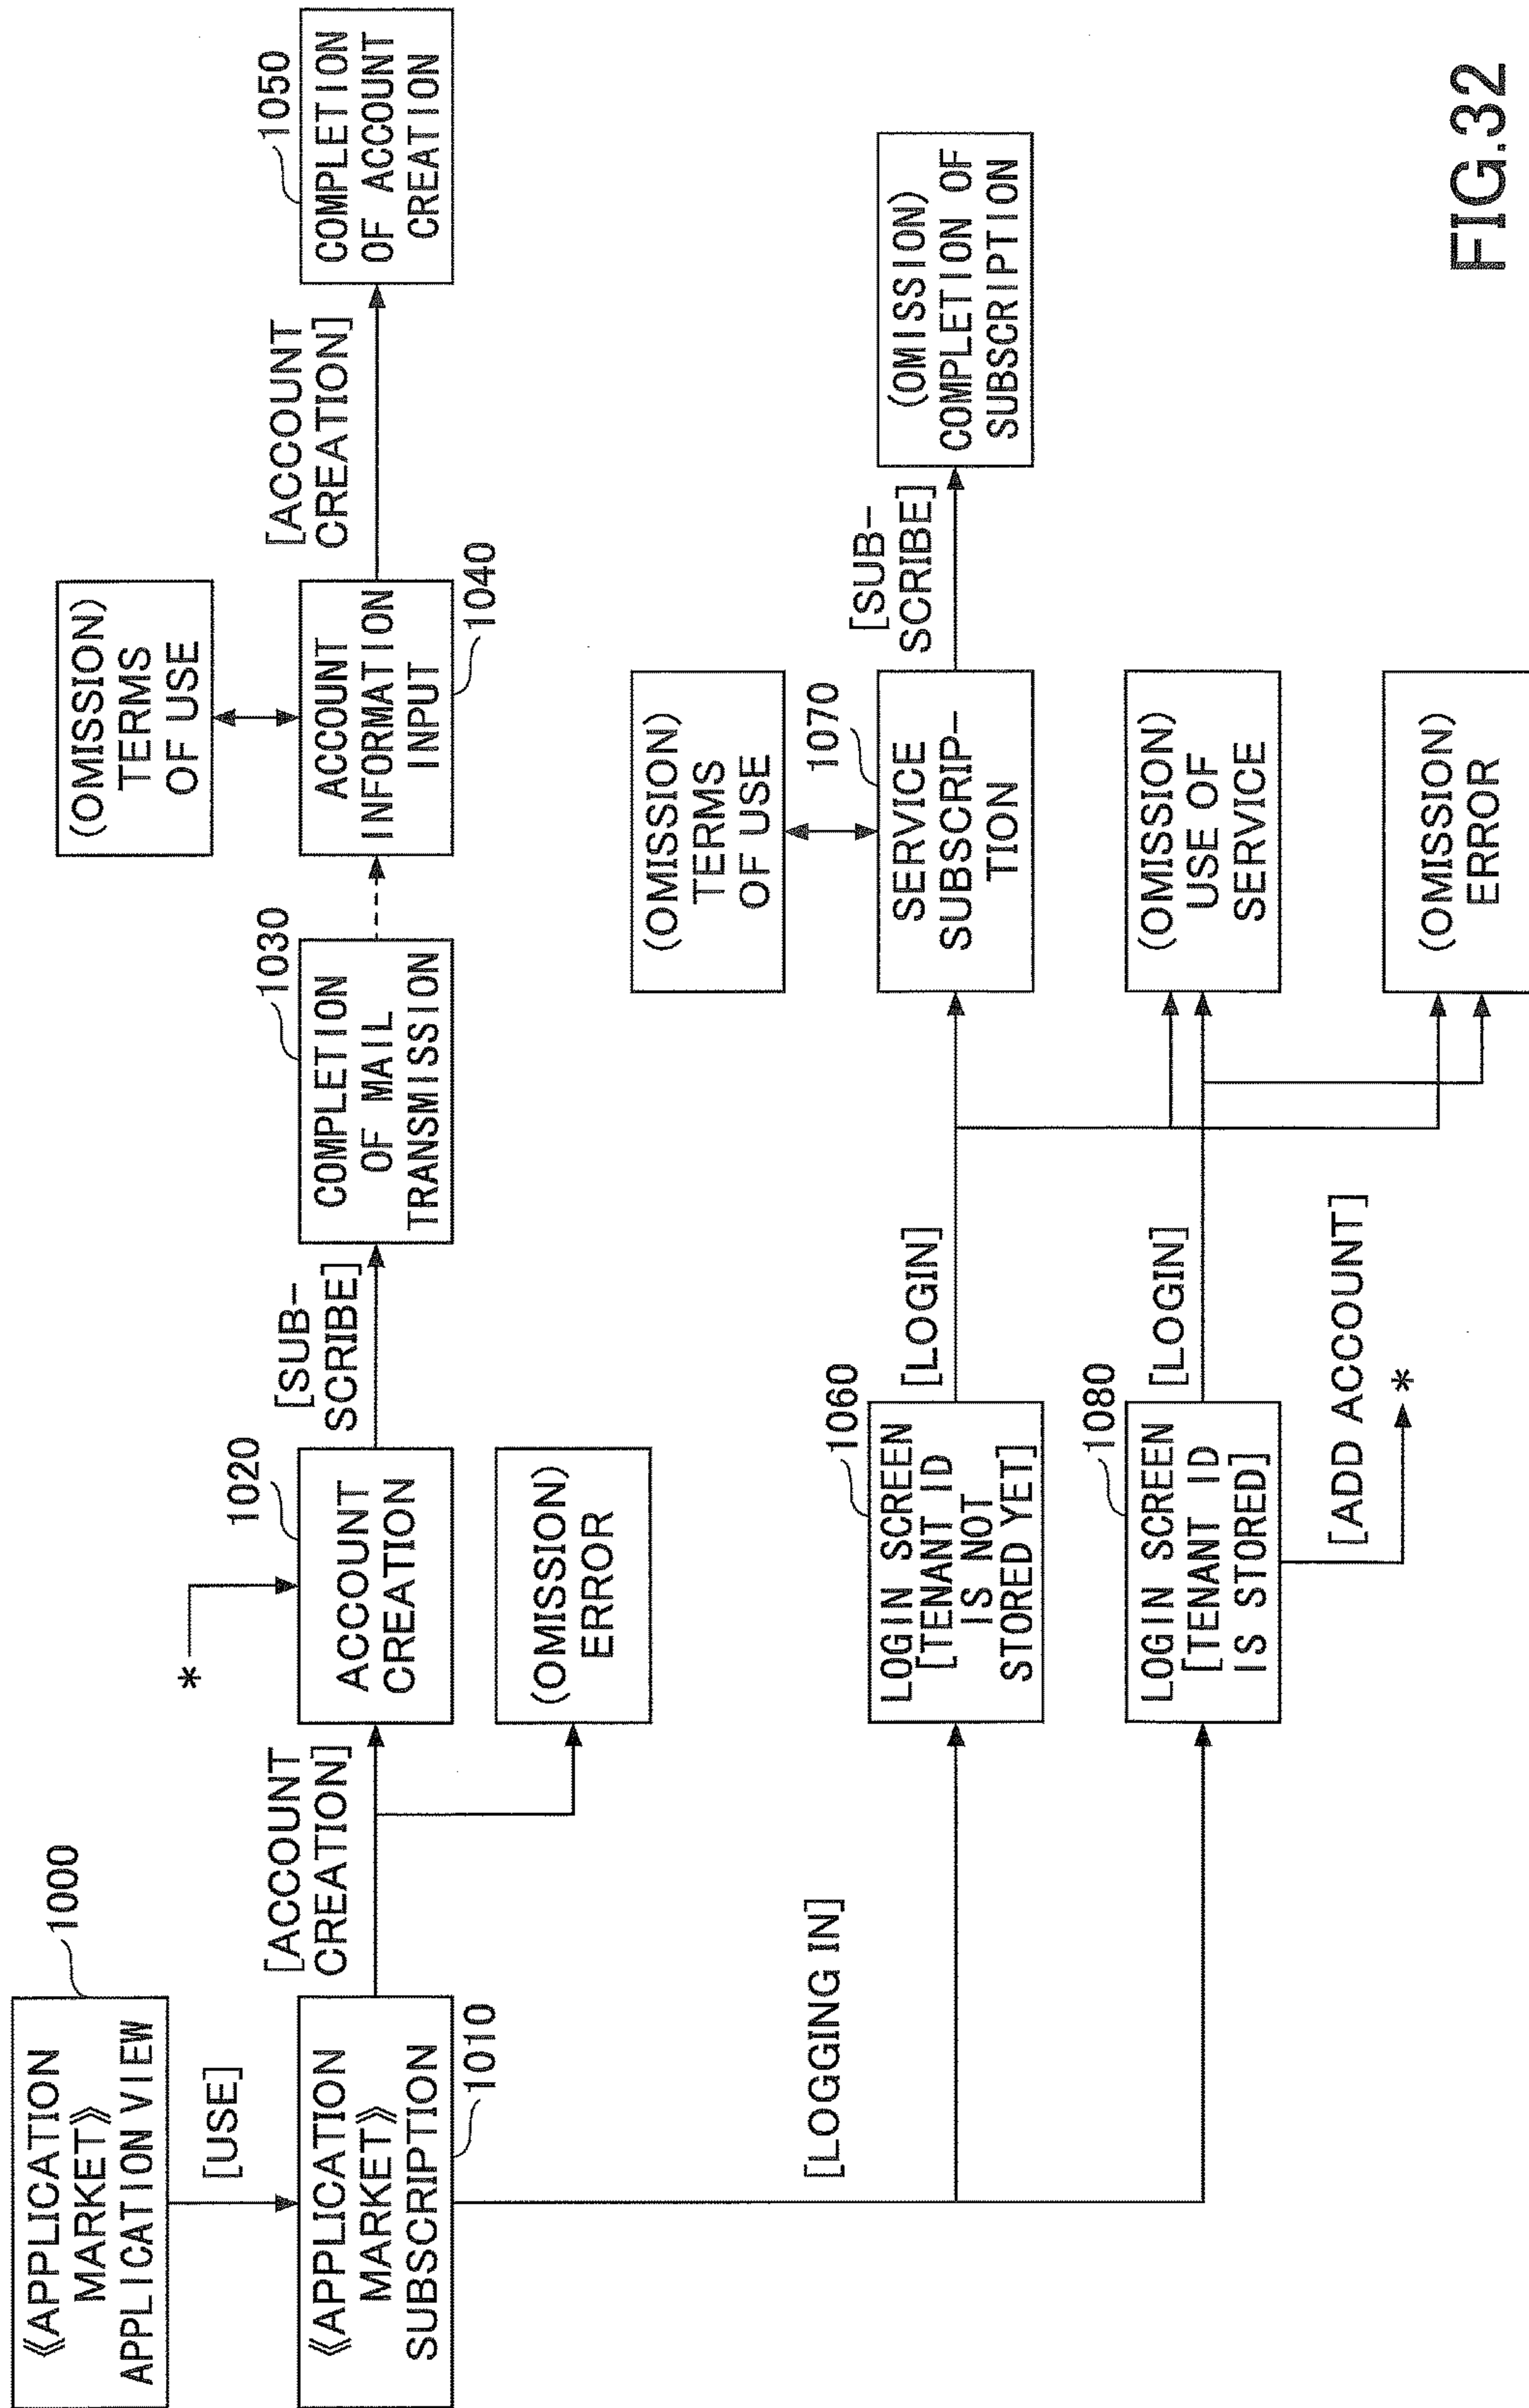 《APPLICATION
MARKET》
APPLICATION VIEW
1000
[USE]
《APPLICATION
MARKET》
SUBSCRIPTION
1010
[ACCOUNT
CREATION]
*
ACCOUNT
CREATION
1020
(OMISSION)
ERROR
[SUB-
SCRIBE]
COMPLETION
OF MAIL
TRANSMISSION
1030
(OMISSION)
TERMS
OF USE
ACCOUNT
INFORMATION
INPUT
1040
[ACCOUNT
CREATION]
COMPLETION
OF ACCOUNT
CREATION
1050
[LOGGING IN]
LOGIN SCREEN
[TENANT ID
IS NOT
STORED YET]
1060
[LOGIN]
(OMISSION)
TERMS
OF USE
SERVICE
SUBSCRIP-
TION
1070
[SUB-
SCRIBE]
(OMISSION)
COMPLETION OF
SUBSCRIPTION
LOGIN SCREEN
[TENANT ID
IS STORED]
1080
[LOGIN]
[ADD ACCOUNT]
*
(OMISSION)
USE OF
SERVICE
(OMISSION)
ERROR
FIG.32